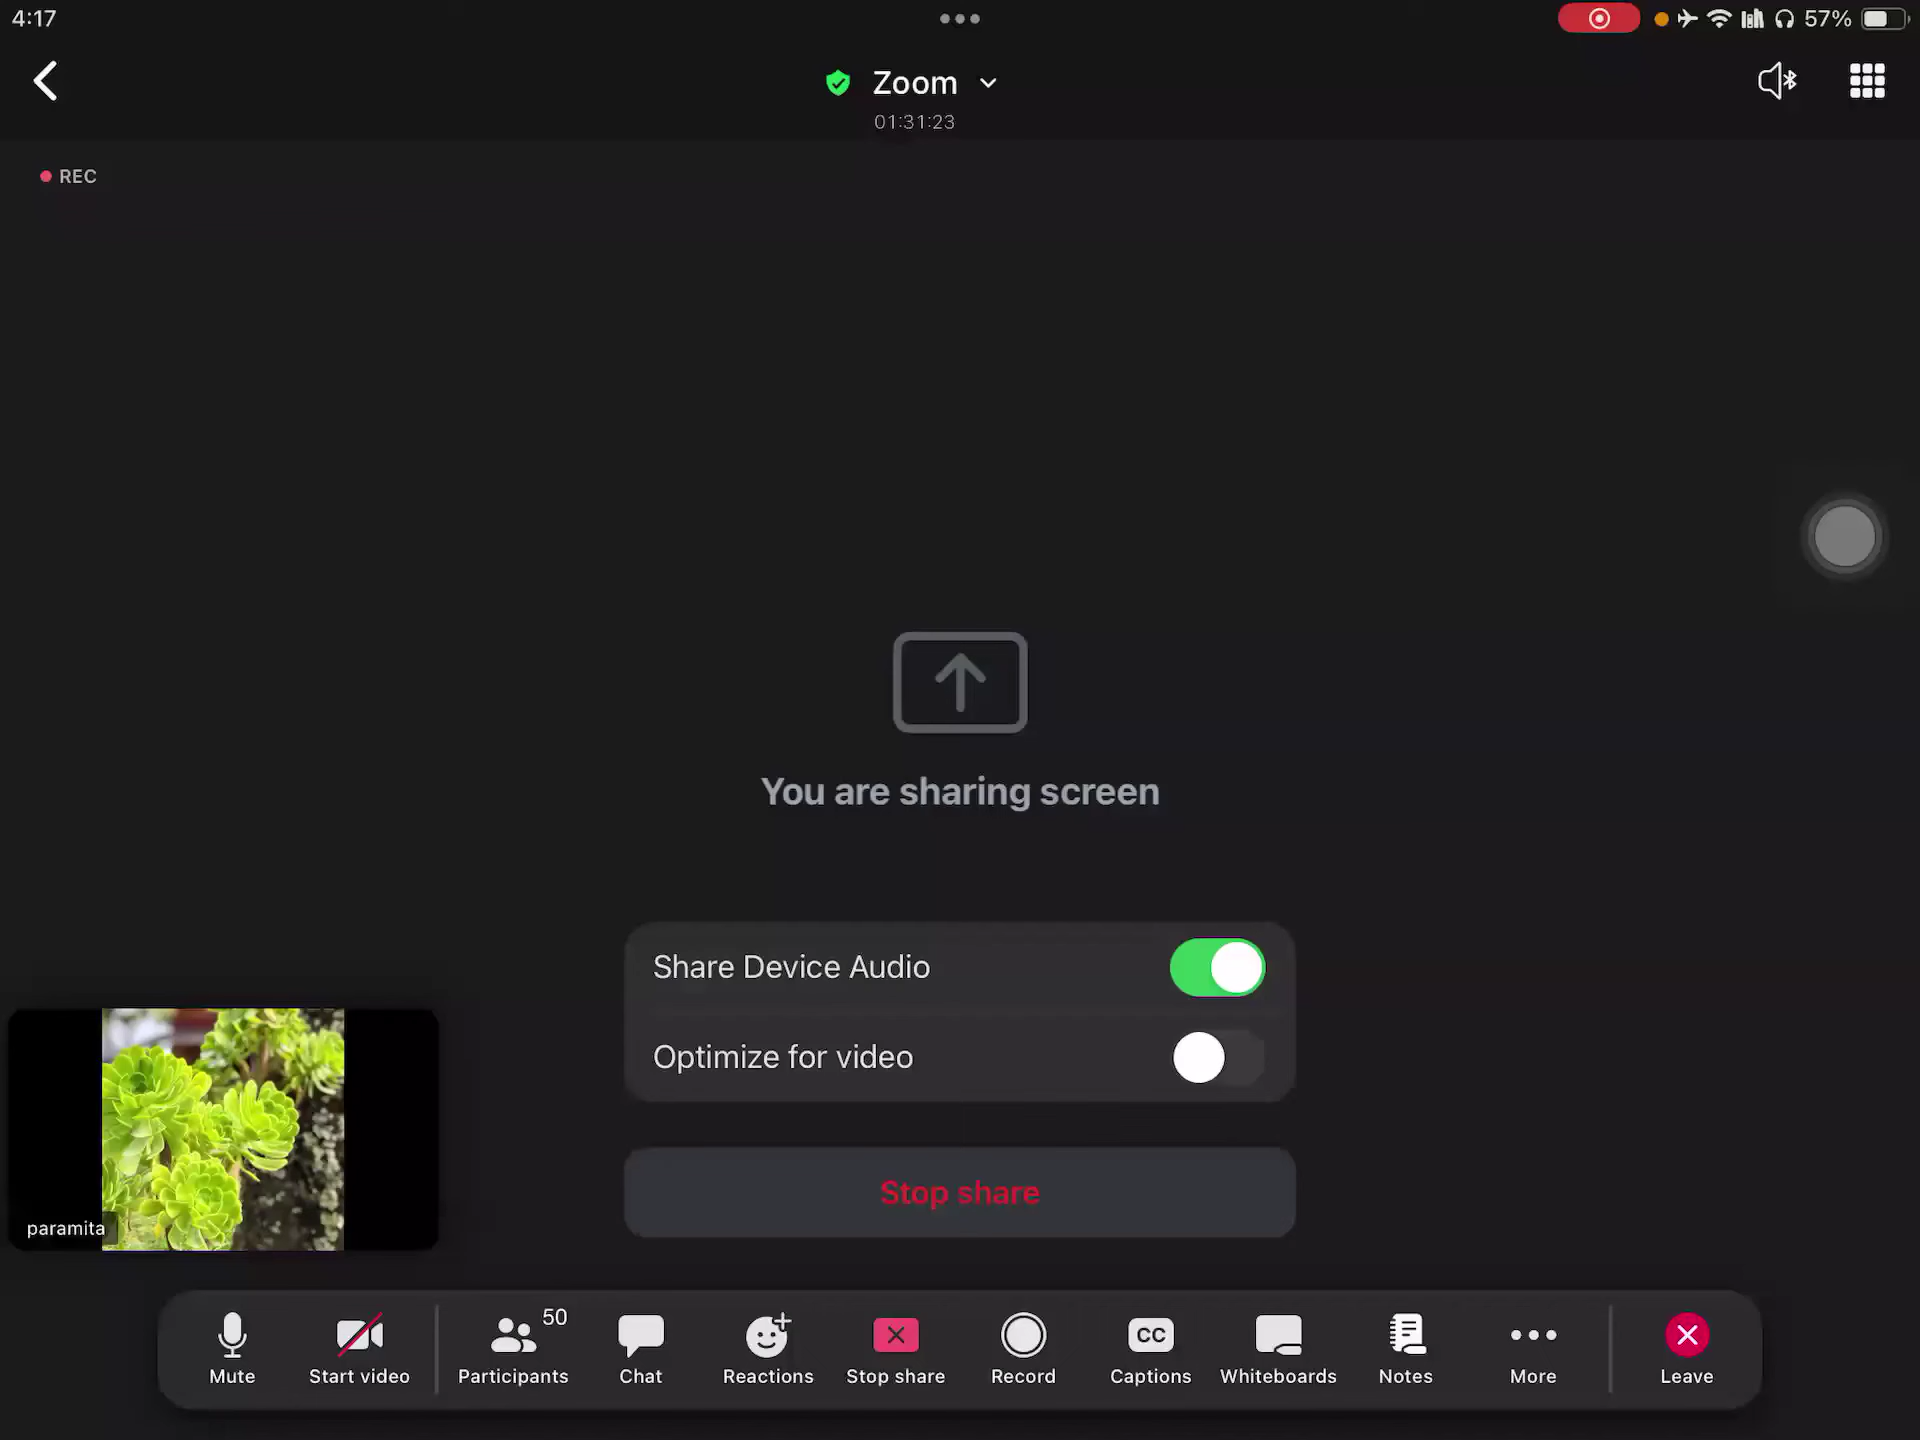 4:17
57%
Zoom
01:31:23
REC
You are sharing screen
Share Device Audio
Optimize for video
Stop share
paramita
50
Mute
Start video
Participants
Chat
Reactions
Stop share
Record
CC
Captions
Whiteboards
Notes
More
Leave